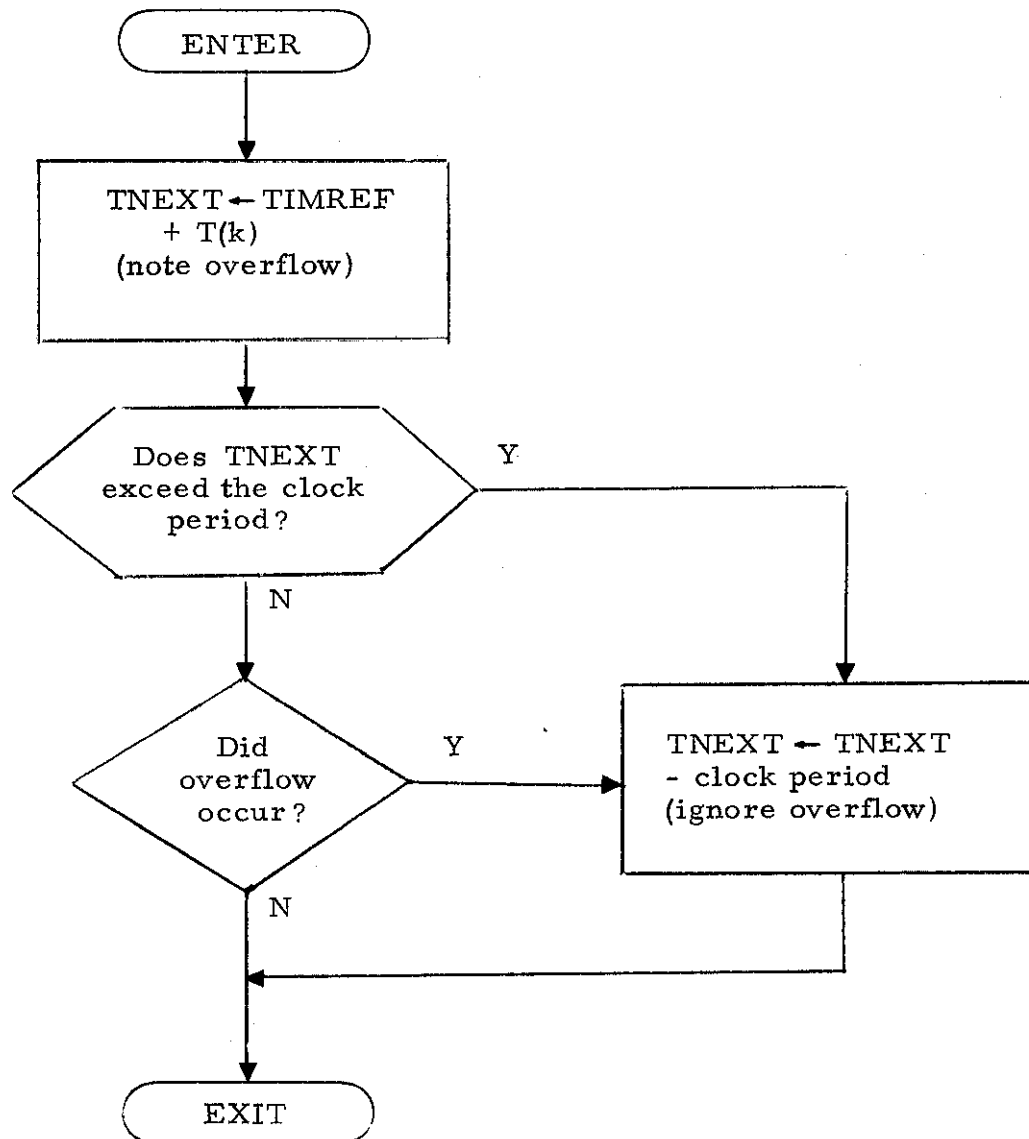 ENTER
TNEXT ← TIMREF
+ T(k)
(note overflow)
Does TNEXT
exceed the clock
period?
Y
N
Did
overflow
occur?
Y
N
TNEXT ← TNEXT
- clock period
(ignore overflow)
EXIT